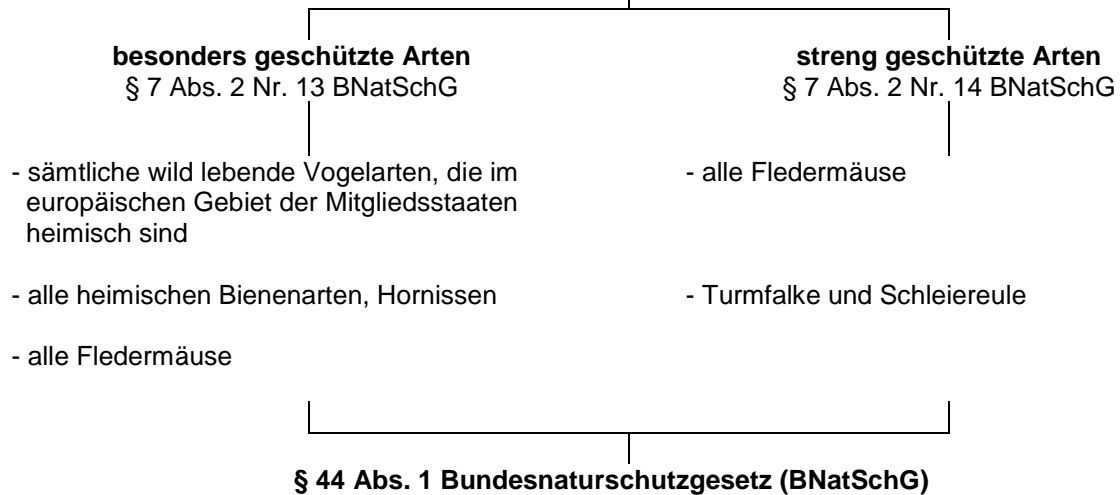 besonders geschützte Arten
§ 7 Abs. 2 Nr. 13 BNatSchG
streng geschützte Arten
§ 7 Abs. 2 Nr. 14 BNatSchG
- sämtliche wild lebende Vogelarten, die im
europäischen Gebiet der Mitgliedsstaaten
heimisch sind
- alle heimischen Bienenarten, Hornissen
- alle Fledermäuse
- alle Fledermäuse
- Turmfalke und Schleiereule
§ 44 Abs. 1 Bundesnaturschutzgesetz (BNatSchG)